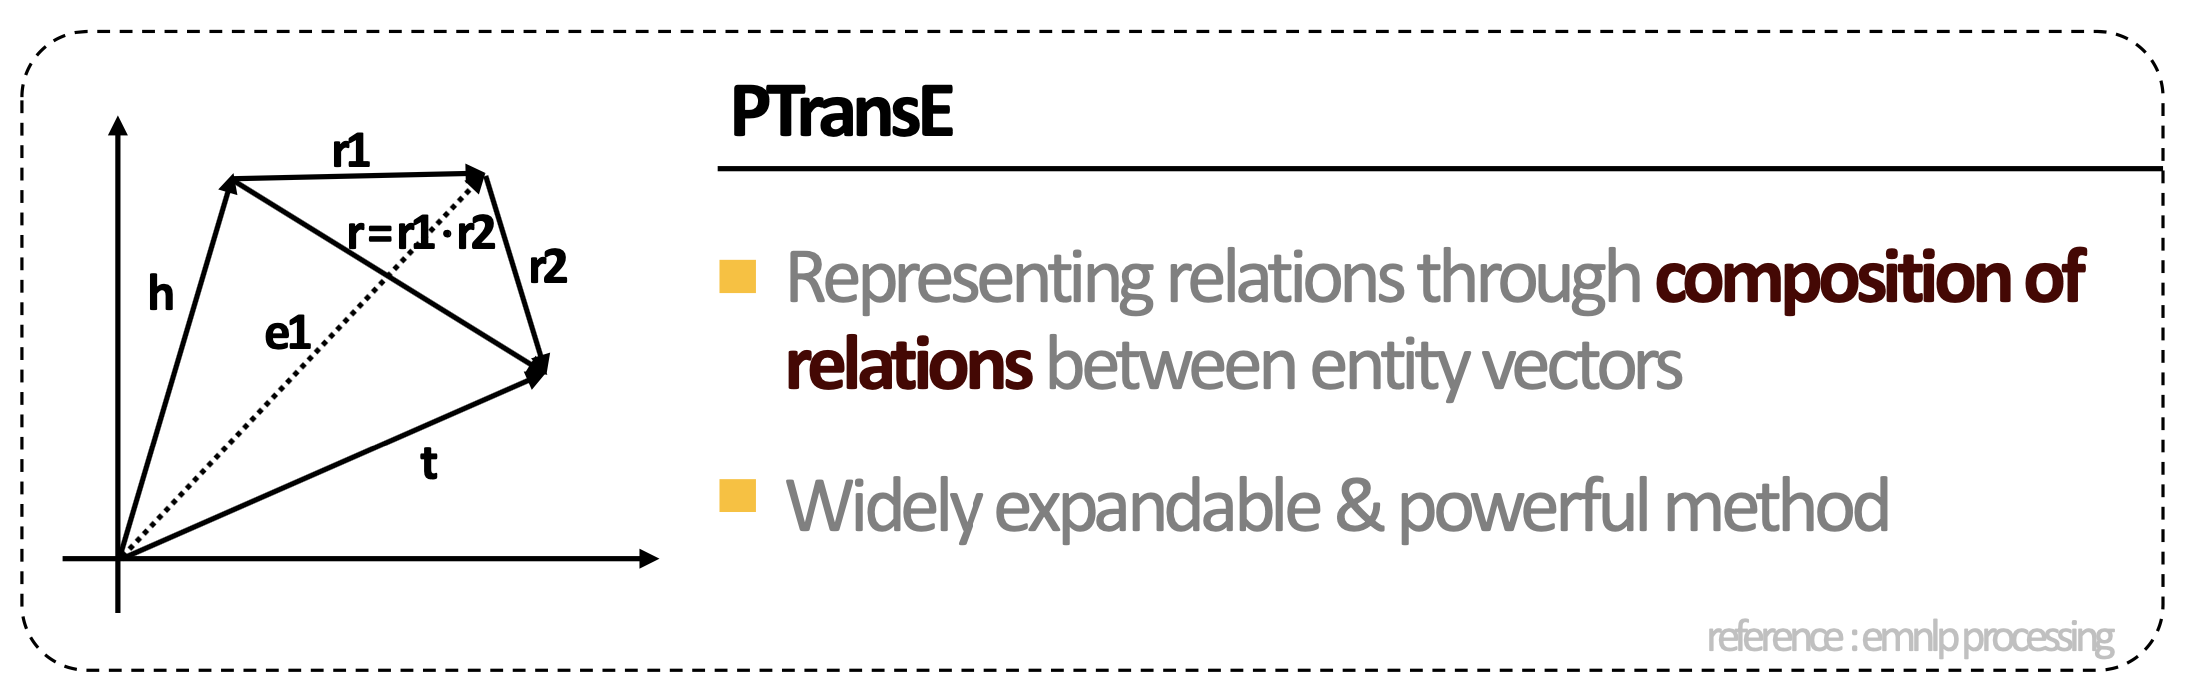 PTransE
r1
r=r1·r2
r2
h
e1
t
Representing relations through composition of
relations between entity vectors
Widely expandable & powerful method
reference : emnlp processing